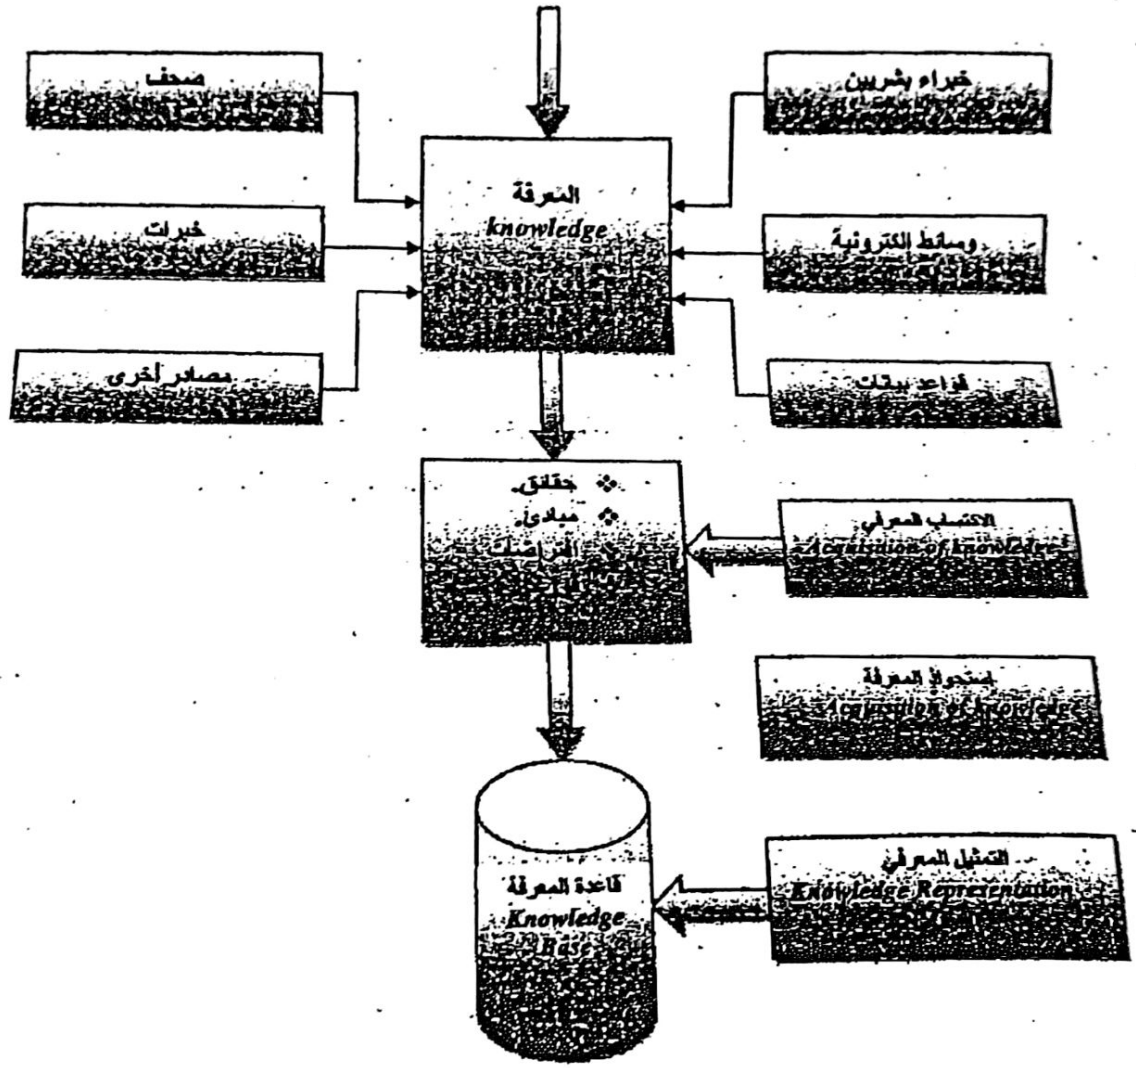 خبراء بشريين
صحف
المعرفة
knowledge
وسائط الكترونية
خبرات
قواعد بيانات
مصادر أخرى
حقائق.
مبادئ.
افتراضات
الاكتساب المعرفي
Acquisition of knowledge
استحواذ المعرفة
Acquisition of knowledge
التمثيل المعرفي
Knowledge Representation
قاعدة المعرفة
Knowledge
Base